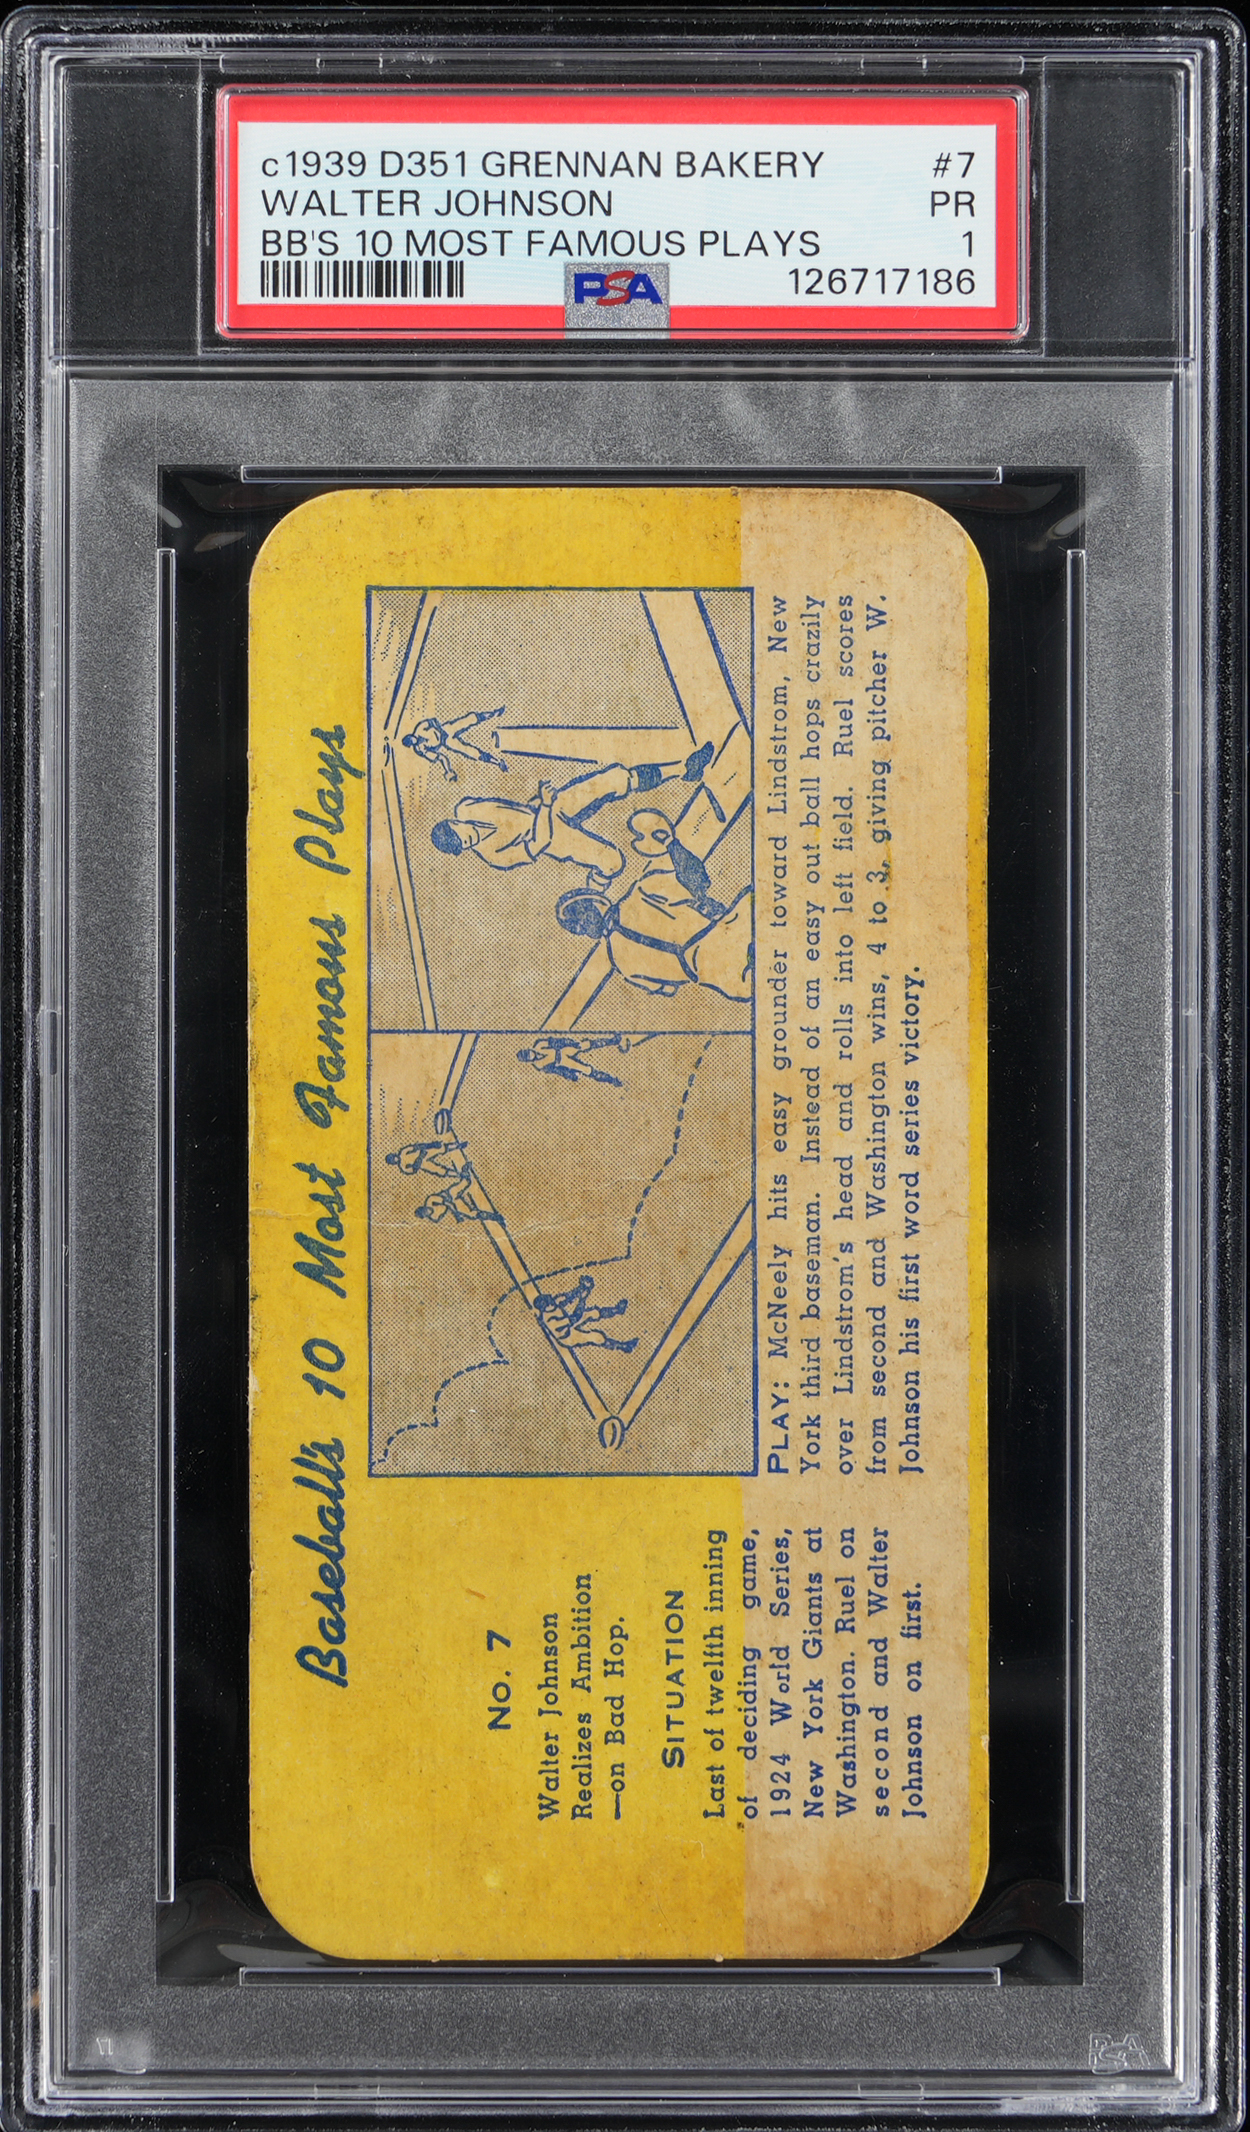 c1939 D351 GRENNAN BAKERY #7
WALTER JOHNSON PR
BB'S 10 MOST FAMOUS PLAYS 1
PSA 126717186
Baseball's 10 Most Famous Plays
No. 7
Walter Johnson
Realizes Ambition
—on Bad Hop.
SITUATION
Last of twelfth inning
of deciding game,
1924 World Series,
New York Giants at
Washington. Ruel on
second and Walter
Johnson on first.
PLAY: McNeely hits easy grounder toward Lindstrom, New
York third baseman. Instead of an easy out ball hops crazily
over Lindstrom's head and rolls into left field. Ruel scores
from second and Washington wins, 4 to 3, giving pitcher W.
Johnson his first word series victory.
PSA